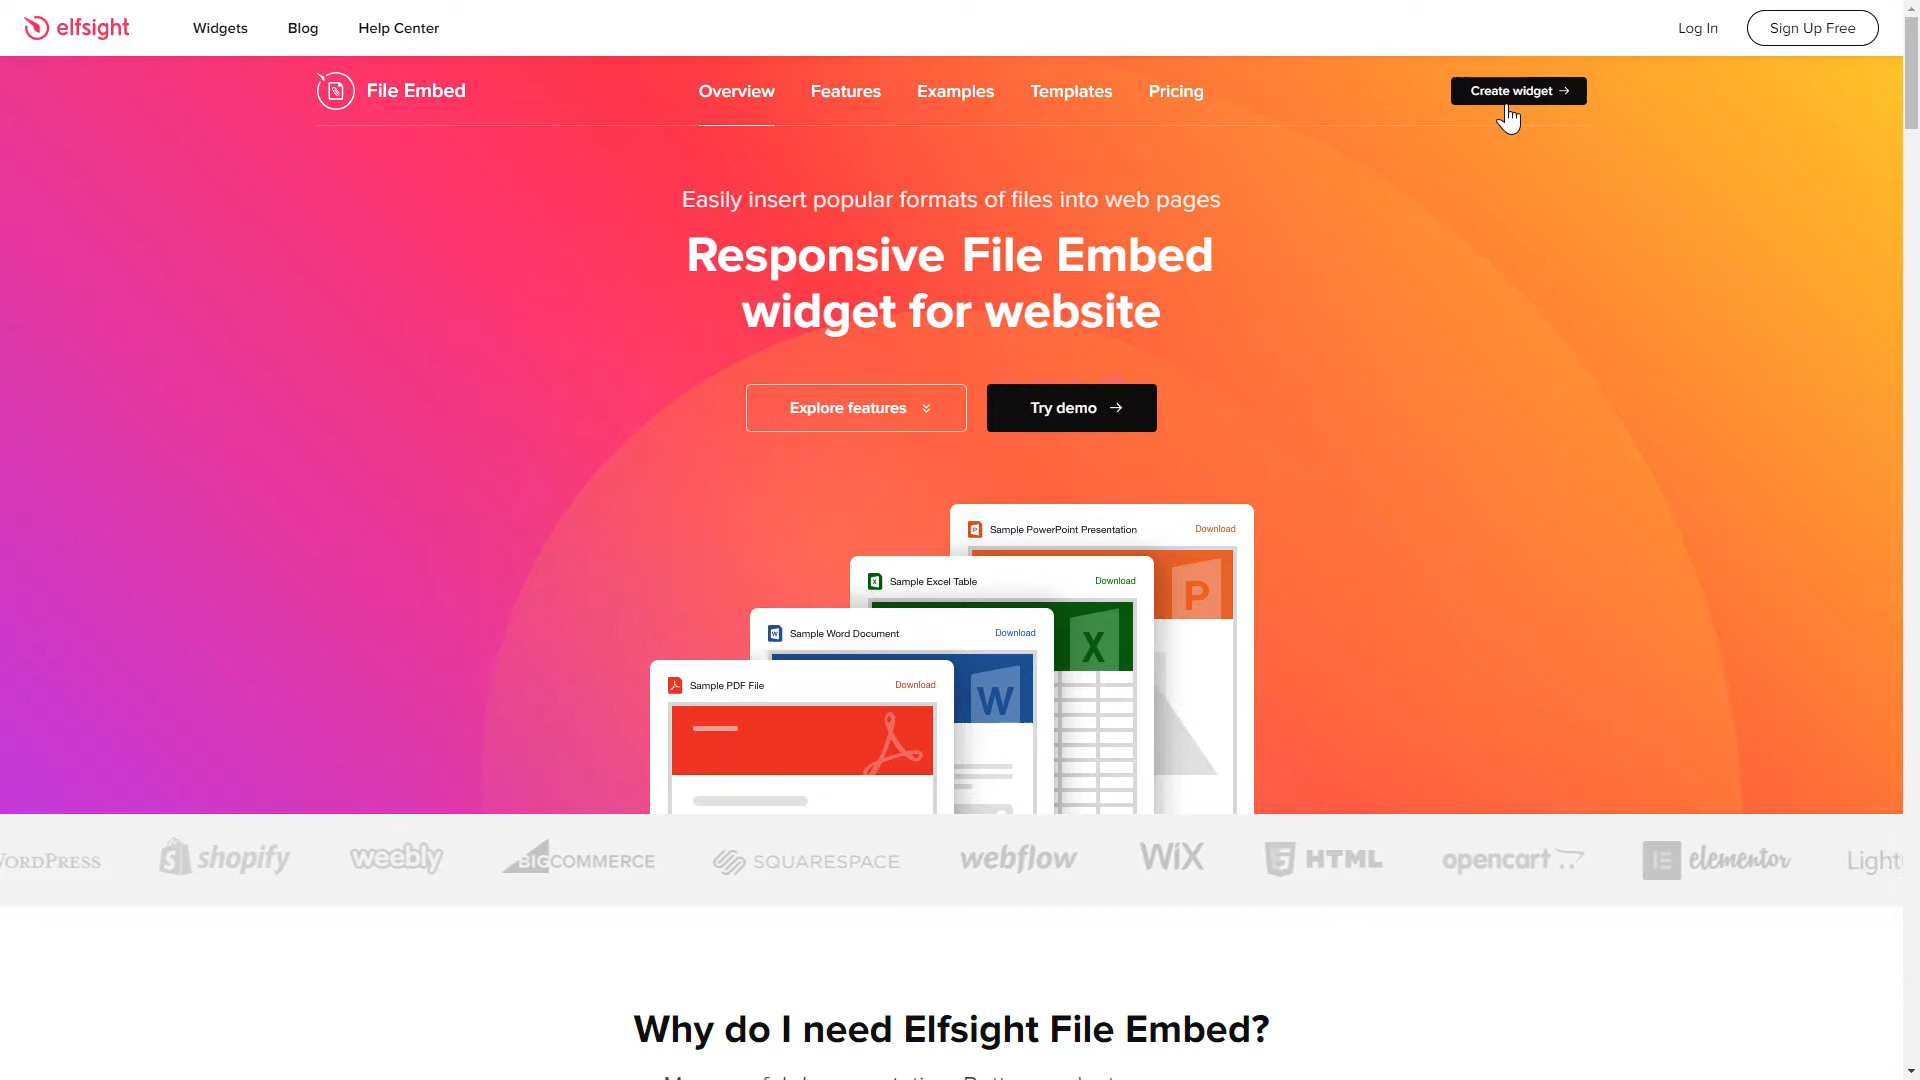 elfsight
Widgets
Blog
Help Center
Log In
Sign Up Free
File Embed
Overview
Features
Examples
Templates
Pricing
Create widget
Easily insert popular formats of files into web pages
Responsive File Embed
widget for website
Explore features
Try demo
P
Sample PowerPoint Presentation
Download
P
X
Sample Excel Table
Download
X
W
Sample Word Document
Download
W
Sample PDF File
Download
shopify
weebly
BIGCOMMERCE
SQUARESPACE
webflow
WiX
5 HTML
opencart
elementor
Why do I need Elfsight File Embed?